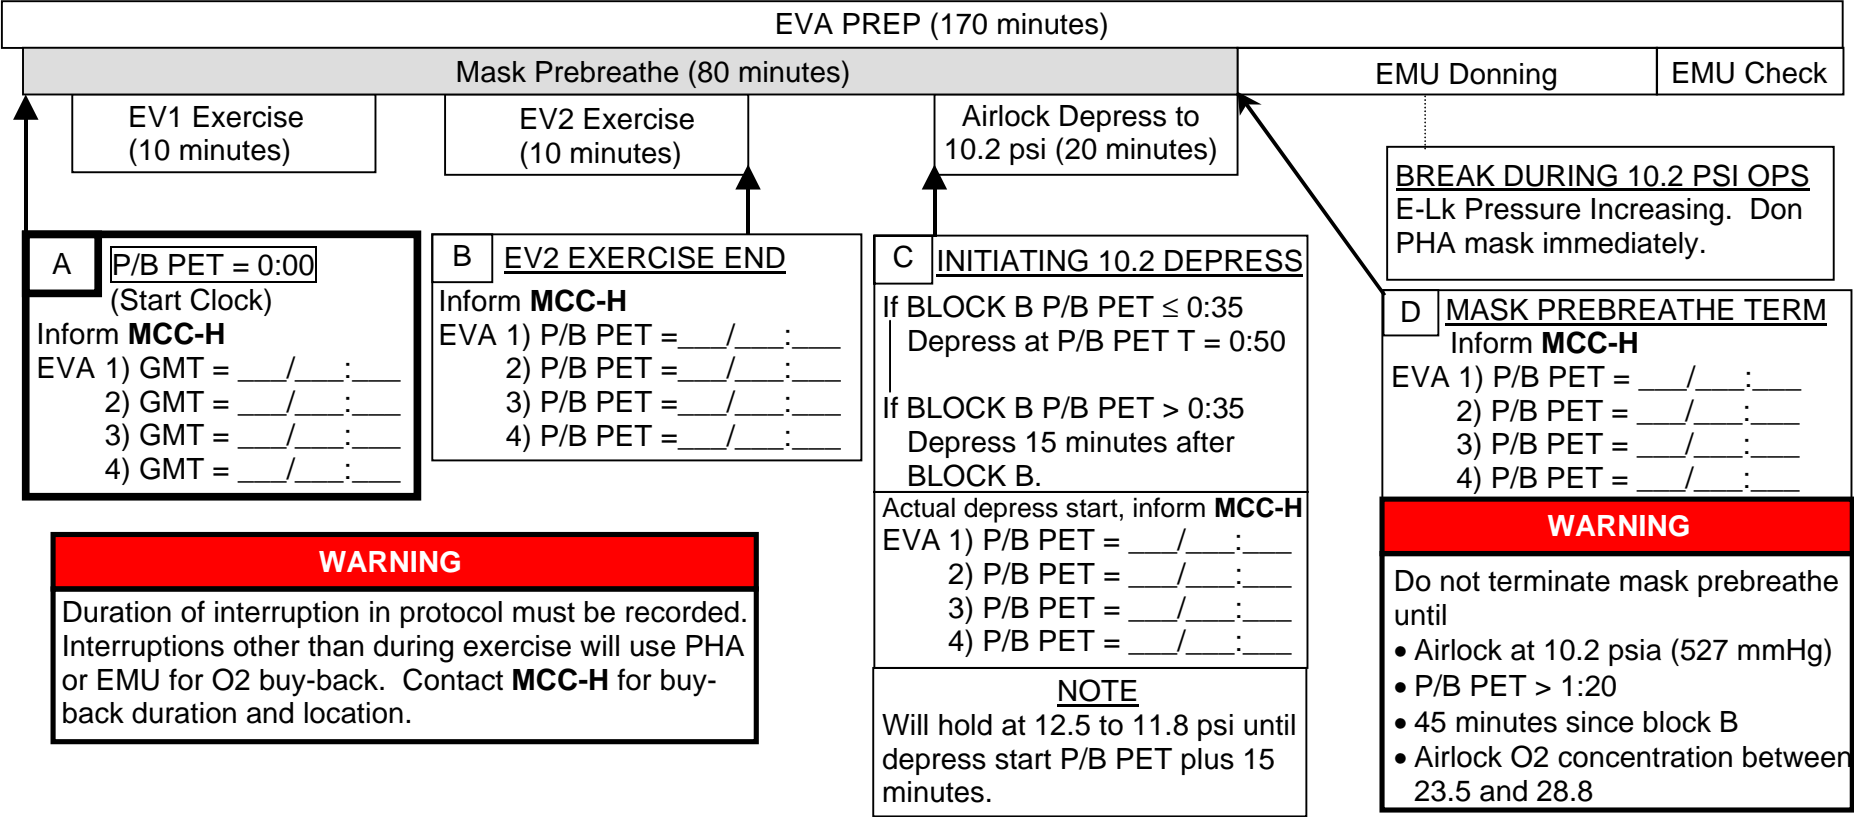 EVA PREP (170 minutes)
Mask Prebreathe (80 minutes)
EMU Donning
EMU Check
EV1 Exercise
(10 minutes)
EV2 Exercise
(10 minutes)
Airlock Depress to
10.2 psi (20 minutes)
BREAK DURING 10.2 PSI OPS
E-Lk Pressure Increasing. Don
PHA mask immediately.
A
P/B PET = 0:00
(Start Clock)
Inform MCC-H
EVA 1) GMT = ___/___:___
2) GMT = ___/___:___
3) GMT = ___/___:___
4) GMT = ___/___:___
B
EV2 EXERCISE END
Inform MCC-H
EVA 1) P/B PET =___/___:___
2) P/B PET =___/___:___
3) P/B PET =___/___:___
4) P/B PET =___/___:___
C
INITIATING 10.2 DEPRESS
If BLOCK B P/B PET ≤ 0:35
Depress at P/B PET T = 0:50
If BLOCK B P/B PET > 0:35
Depress 15 minutes after
BLOCK B.
Actual depress start, inform MCC-H
EVA 1) P/B PET = ___/___:___
2) P/B PET = ___/___:___
3) P/B PET = ___/___:___
4) P/B PET = ___/___:___
NOTE
Will hold at 12.5 to 11.8 psi until
depress start P/B PET plus 15
minutes.
D
MASK PREBREATHE TERM
Inform MCC-H
EVA 1) P/B PET = ___/___:___
2) P/B PET = ___/___:___
3) P/B PET = ___/___:___
4) P/B PET = ___/___:___
WARNING
Do not terminate mask prebreathe
until
• Airlock at 10.2 psia (527 mmHg)
• P/B PET > 1:20
• 45 minutes since block B
• Airlock O2 concentration between
23.5 and 28.8
WARNING
Duration of interruption in protocol must be recorded.
Interruptions other than during exercise will use PHA
or EMU for O2 buy-back. Contact MCC-H for buy-
back duration and location.